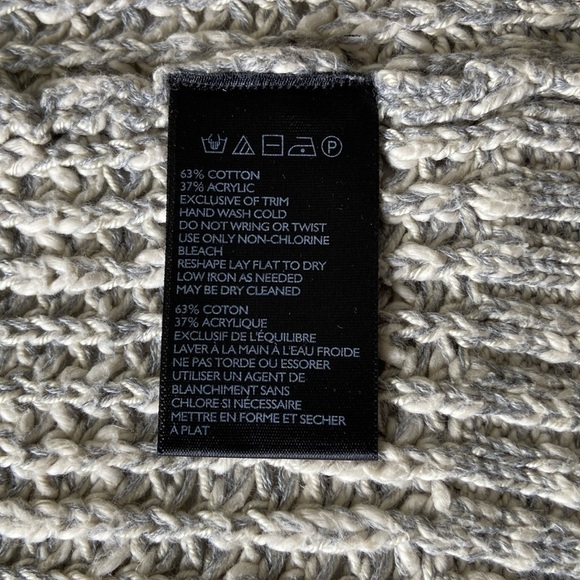 63% COTTON
37% ACRYLIC
EXCLUSIVE OF TRIM
HAND WASH COLD
DO NOT WRING OR TWIST
USE ONLY NON-CHLORINE
BLEACH
RESHAPE LAY FLAT TO DRY
LOW IRON AS NEEDED
MAY BE DRY CLEANED
63% COTON
37% ACRYLIQUE
EXCLUSIF DE L'ÉQUILIBRE
LAVER À LA MAIN À L'EAU FROIDE
NE PAS TORDE OU ESSORER
UTILISER UN AGENT DE
BLANCHIMENT SANS
CHLORE SI NÉCESSAIRE
METTRE EN FORME ET SECHER
À PLAT